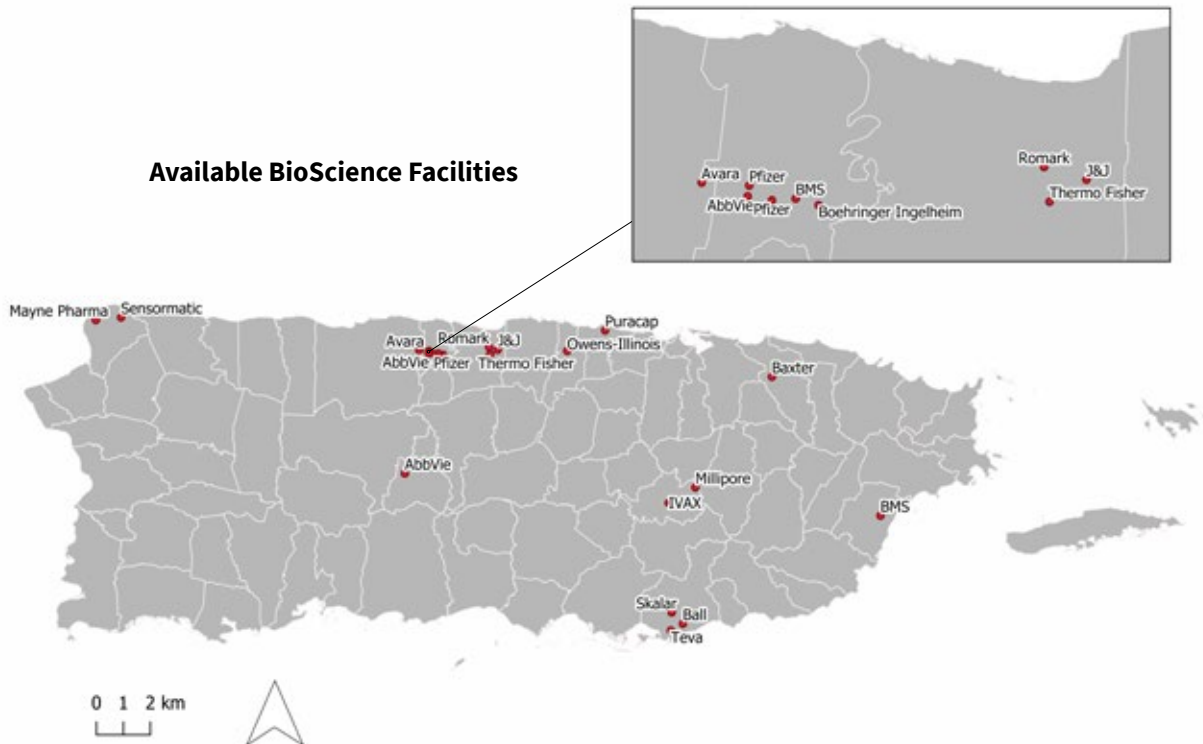 Available BioScience Facilities
Romark
J&J
Thermo Fisher
Avara
Pfizer
BMS
AbbVie
Pfizer
Boehringer Ingelheim
Mayne Pharma
Sensormatic
Puracap
Avara
Romark
J&J
Owens-Illinois
AbbVie
Pfizer
Thermo Fisher
Baxter
AbbVie
Millipore
IVAX
BMS
Skalar
Ball
Teva
0 1 2 km